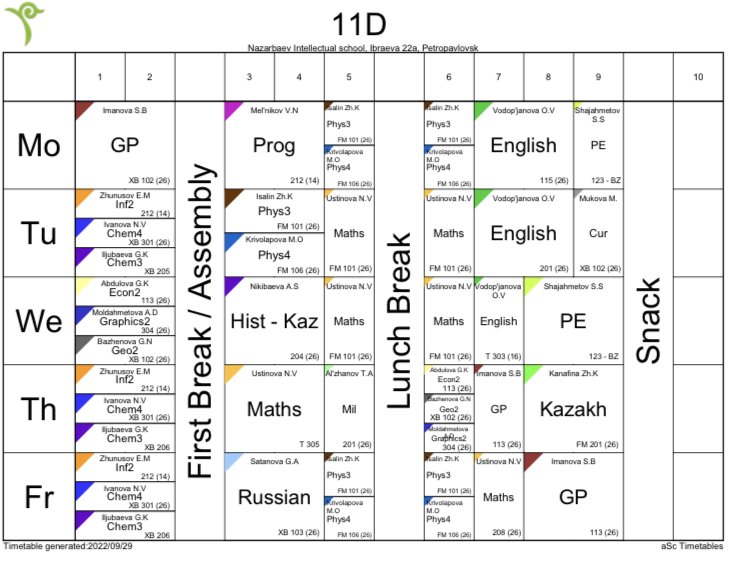 11D
Nazarbaev Intellectual school, Ibraeva 22a, Petropavlovsk
1 2 3 4 5 6 7 8 9 10
First Break / Assembly
Lunch Break
Snack
Mo
Imanova S.B
GP
XB 102 (26)
Mel'nikov V.N
Prog
212 (14)
Isalin Zh.K
Phys3
FM 101 (26)
Krivolapova
M.O
Phys4
FM 106 (26)
Isalin Zh.K
Phys3
FM 101 (26)
Krivolapova
M.O
Phys4
FM 106 (26)
Vodop'janova O.V
English
115 (26)
Shajahmetov
S.S
PE
123 - BZ
Tu
Zhunusov E.M
Inf2
212 (14)
Ivanova N.V
Chem4
XB 301 (26)
Iljubaeva G.K
Chem3
XB 205
Isalin Zh.K
Phys3
FM 101 (26)
Krivolapova M.O
Phys4
FM 106 (26)
Ustinova N.V
Maths
FM 101 (26)
Ustinova N.V
Maths
FM 101 (26)
Vodop'janova O.V
English
201 (26)
Mukova M.
Cur
XB 102 (26)
We
Abdulova G.K
Econ2
113 (26)
Moldahmetova A.D
Graphics2
304 (26)
Bazhenova G.N
Geo2
XB 102 (26)
Nikibaeva A.S
Hist - Kaz
204 (26)
Ustinova N.V
Maths
FM 101 (26)
Ustinova N.V
Maths
FM 101 (26)
Vodop'janova
O.V
English
T 303 (16)
Shajahmetov S.S
PE
123 - BZ
Th
Zhunusov E.M
Inf2
212 (14)
Ivanova N.V
Chem4
XB 301 (26)
Iljubaeva G.K
Chem3
XB 206
Ustinova N.V
Maths
T 305
Al'zhanov T.A
Mil
201 (26)
Abdulova G.K
Econ2
113 (26)
Bazhenova G.N
Geo2
XB 102 (26)
Moldahmetova
Graphics2
304 (26)
Imanova S.B
GP
113 (26)
Kanafina Zh.K
Kazakh
FM 201 (26)
Fr
Zhunusov E.M
Inf2
212 (14)
Ivanova N.V
Chem4
XB 301 (26)
Iljubaeva G.K
Chem3
XB 206
Satanova G.A
Russian
XB 103 (26)
Isalin Zh.K
Phys3
FM 101 (26)
Krivolapova
M.O
Phys4
FM 106 (26)
Isalin Zh.K
Phys3
FM 101 (26)
Krivolapova
M.O
Phys4
FM 106 (26)
Ustinova N.V
Maths
208 (26)
Imanova S.B
GP
113 (26)
Timetable generated:2022/09/29
aSc Timetables